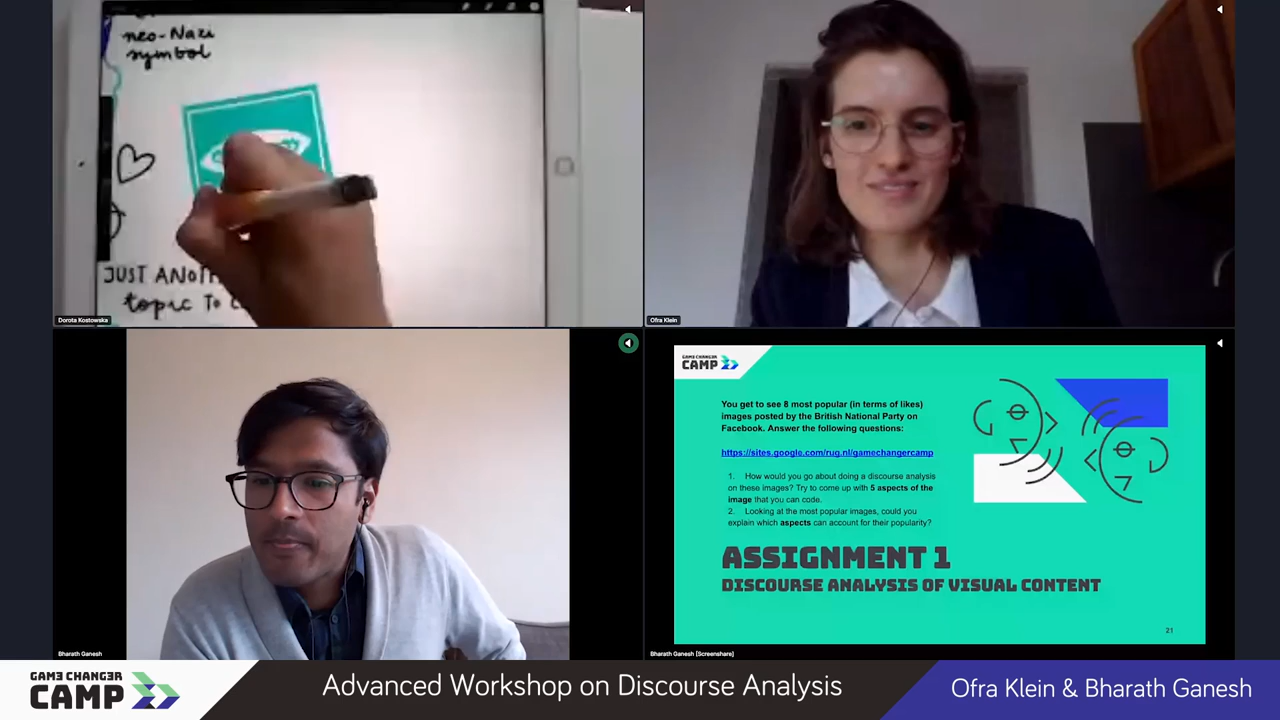 neo-Nazi
symbol
JUST ANOTH
topic TO
Dorota Kostowska
Ofra Klein
Bharath Ganesh
GAME CHANGER
CAMP
You get to see 8 most popular (in terms of likes)
images posted by the British National Party on
Facebook. Answer the following questions:
https://sites.google.com/rug.nl/gamechangercamp
1. How would you go about doing a discourse analysis
on these images? Try to come up with 5 aspects of the
image that you can code.
2. Looking at the most popular images, could you
explain which aspects can account for their popularity?
ASSIGNMENT 1
DISCOURSE ANALYSIS OF VISUAL CONTENT
21
Bharath Ganesh [Screenshare]
GAME CHANGER
CAMP
Advanced Workshop on Discourse Analysis
Ofra Klein & Bharath Ganesh